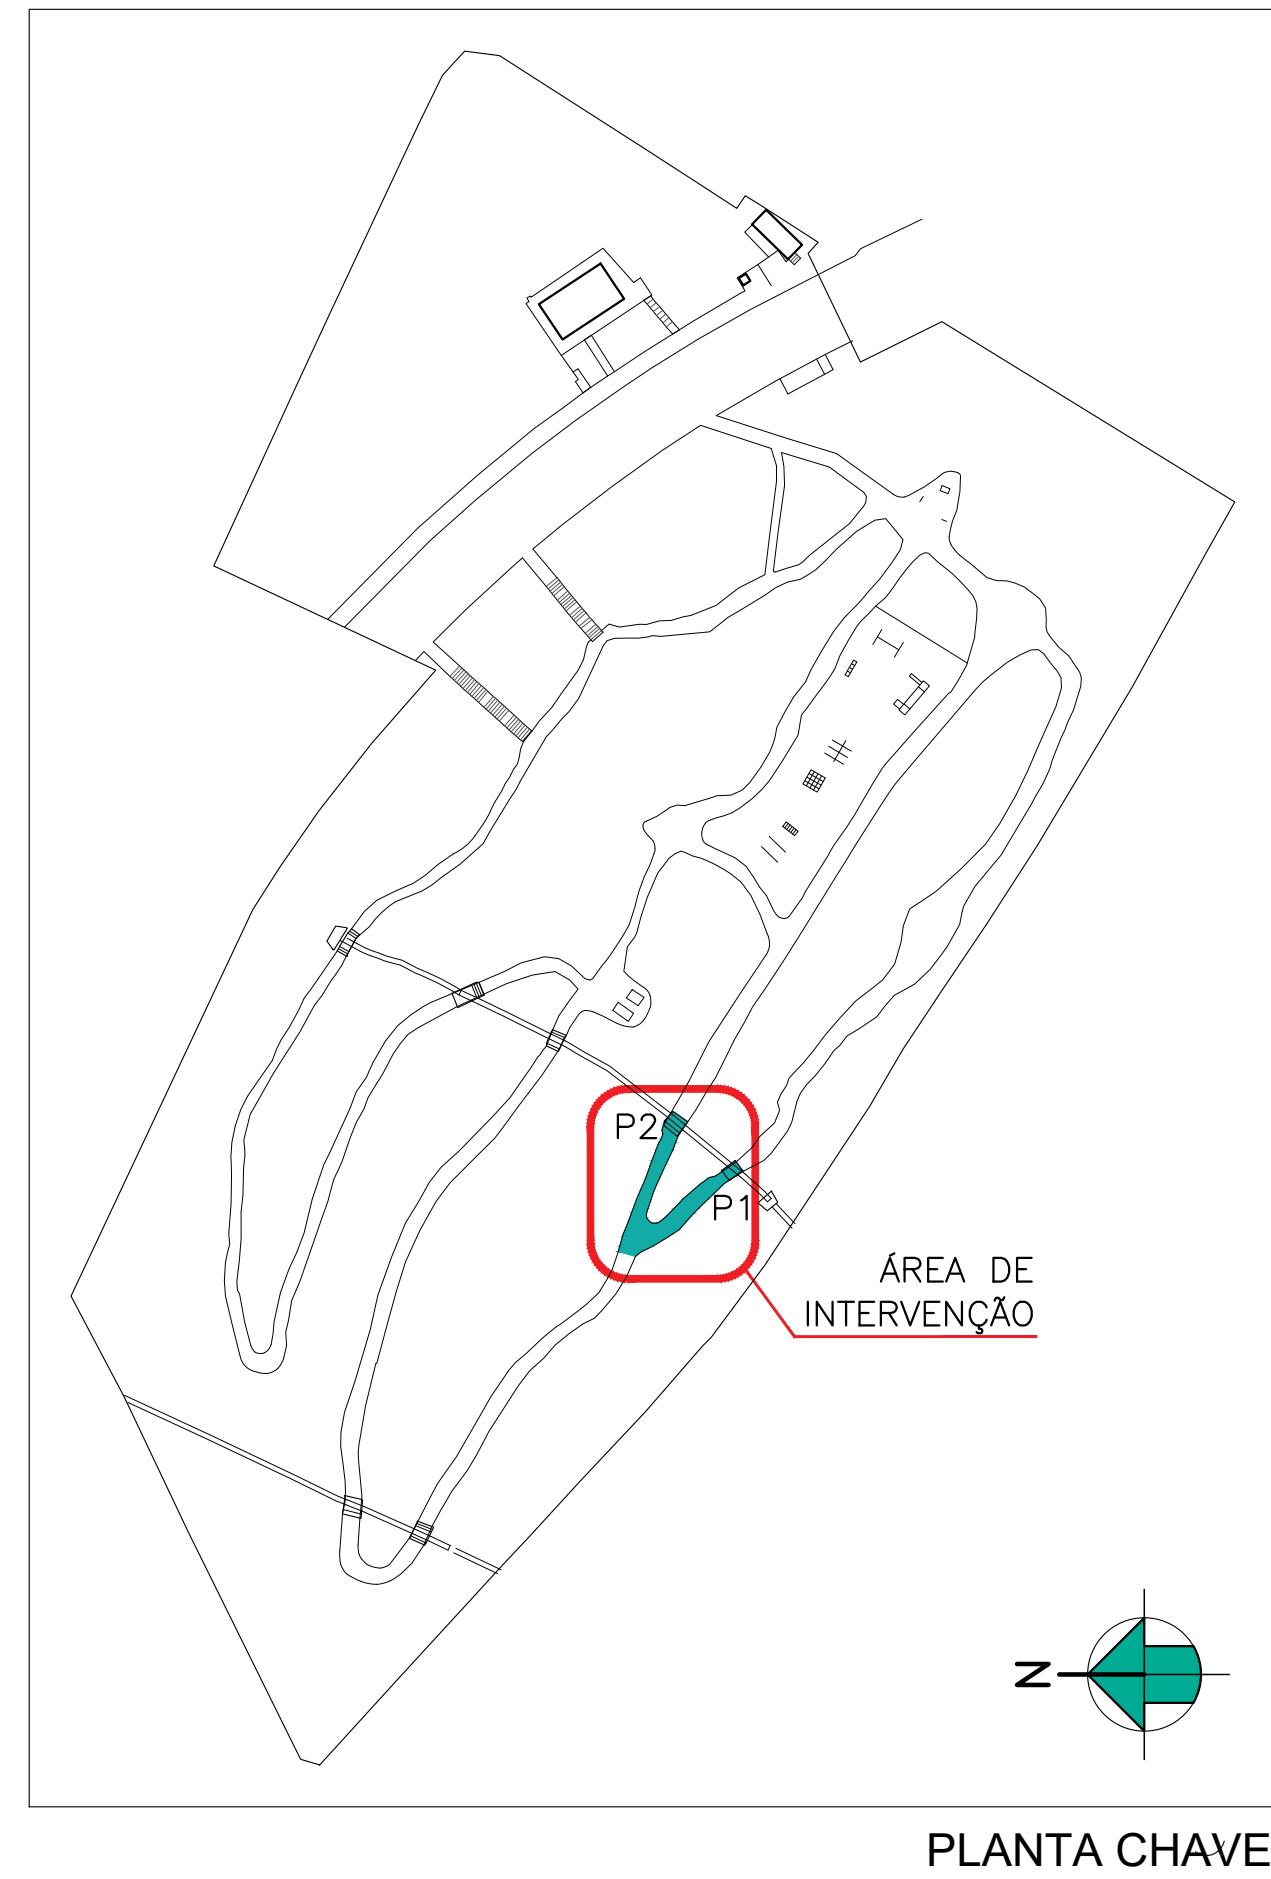 P2
P1
ÁREA DE
INTERVENÇÃO
N
PLANTA CHAVE